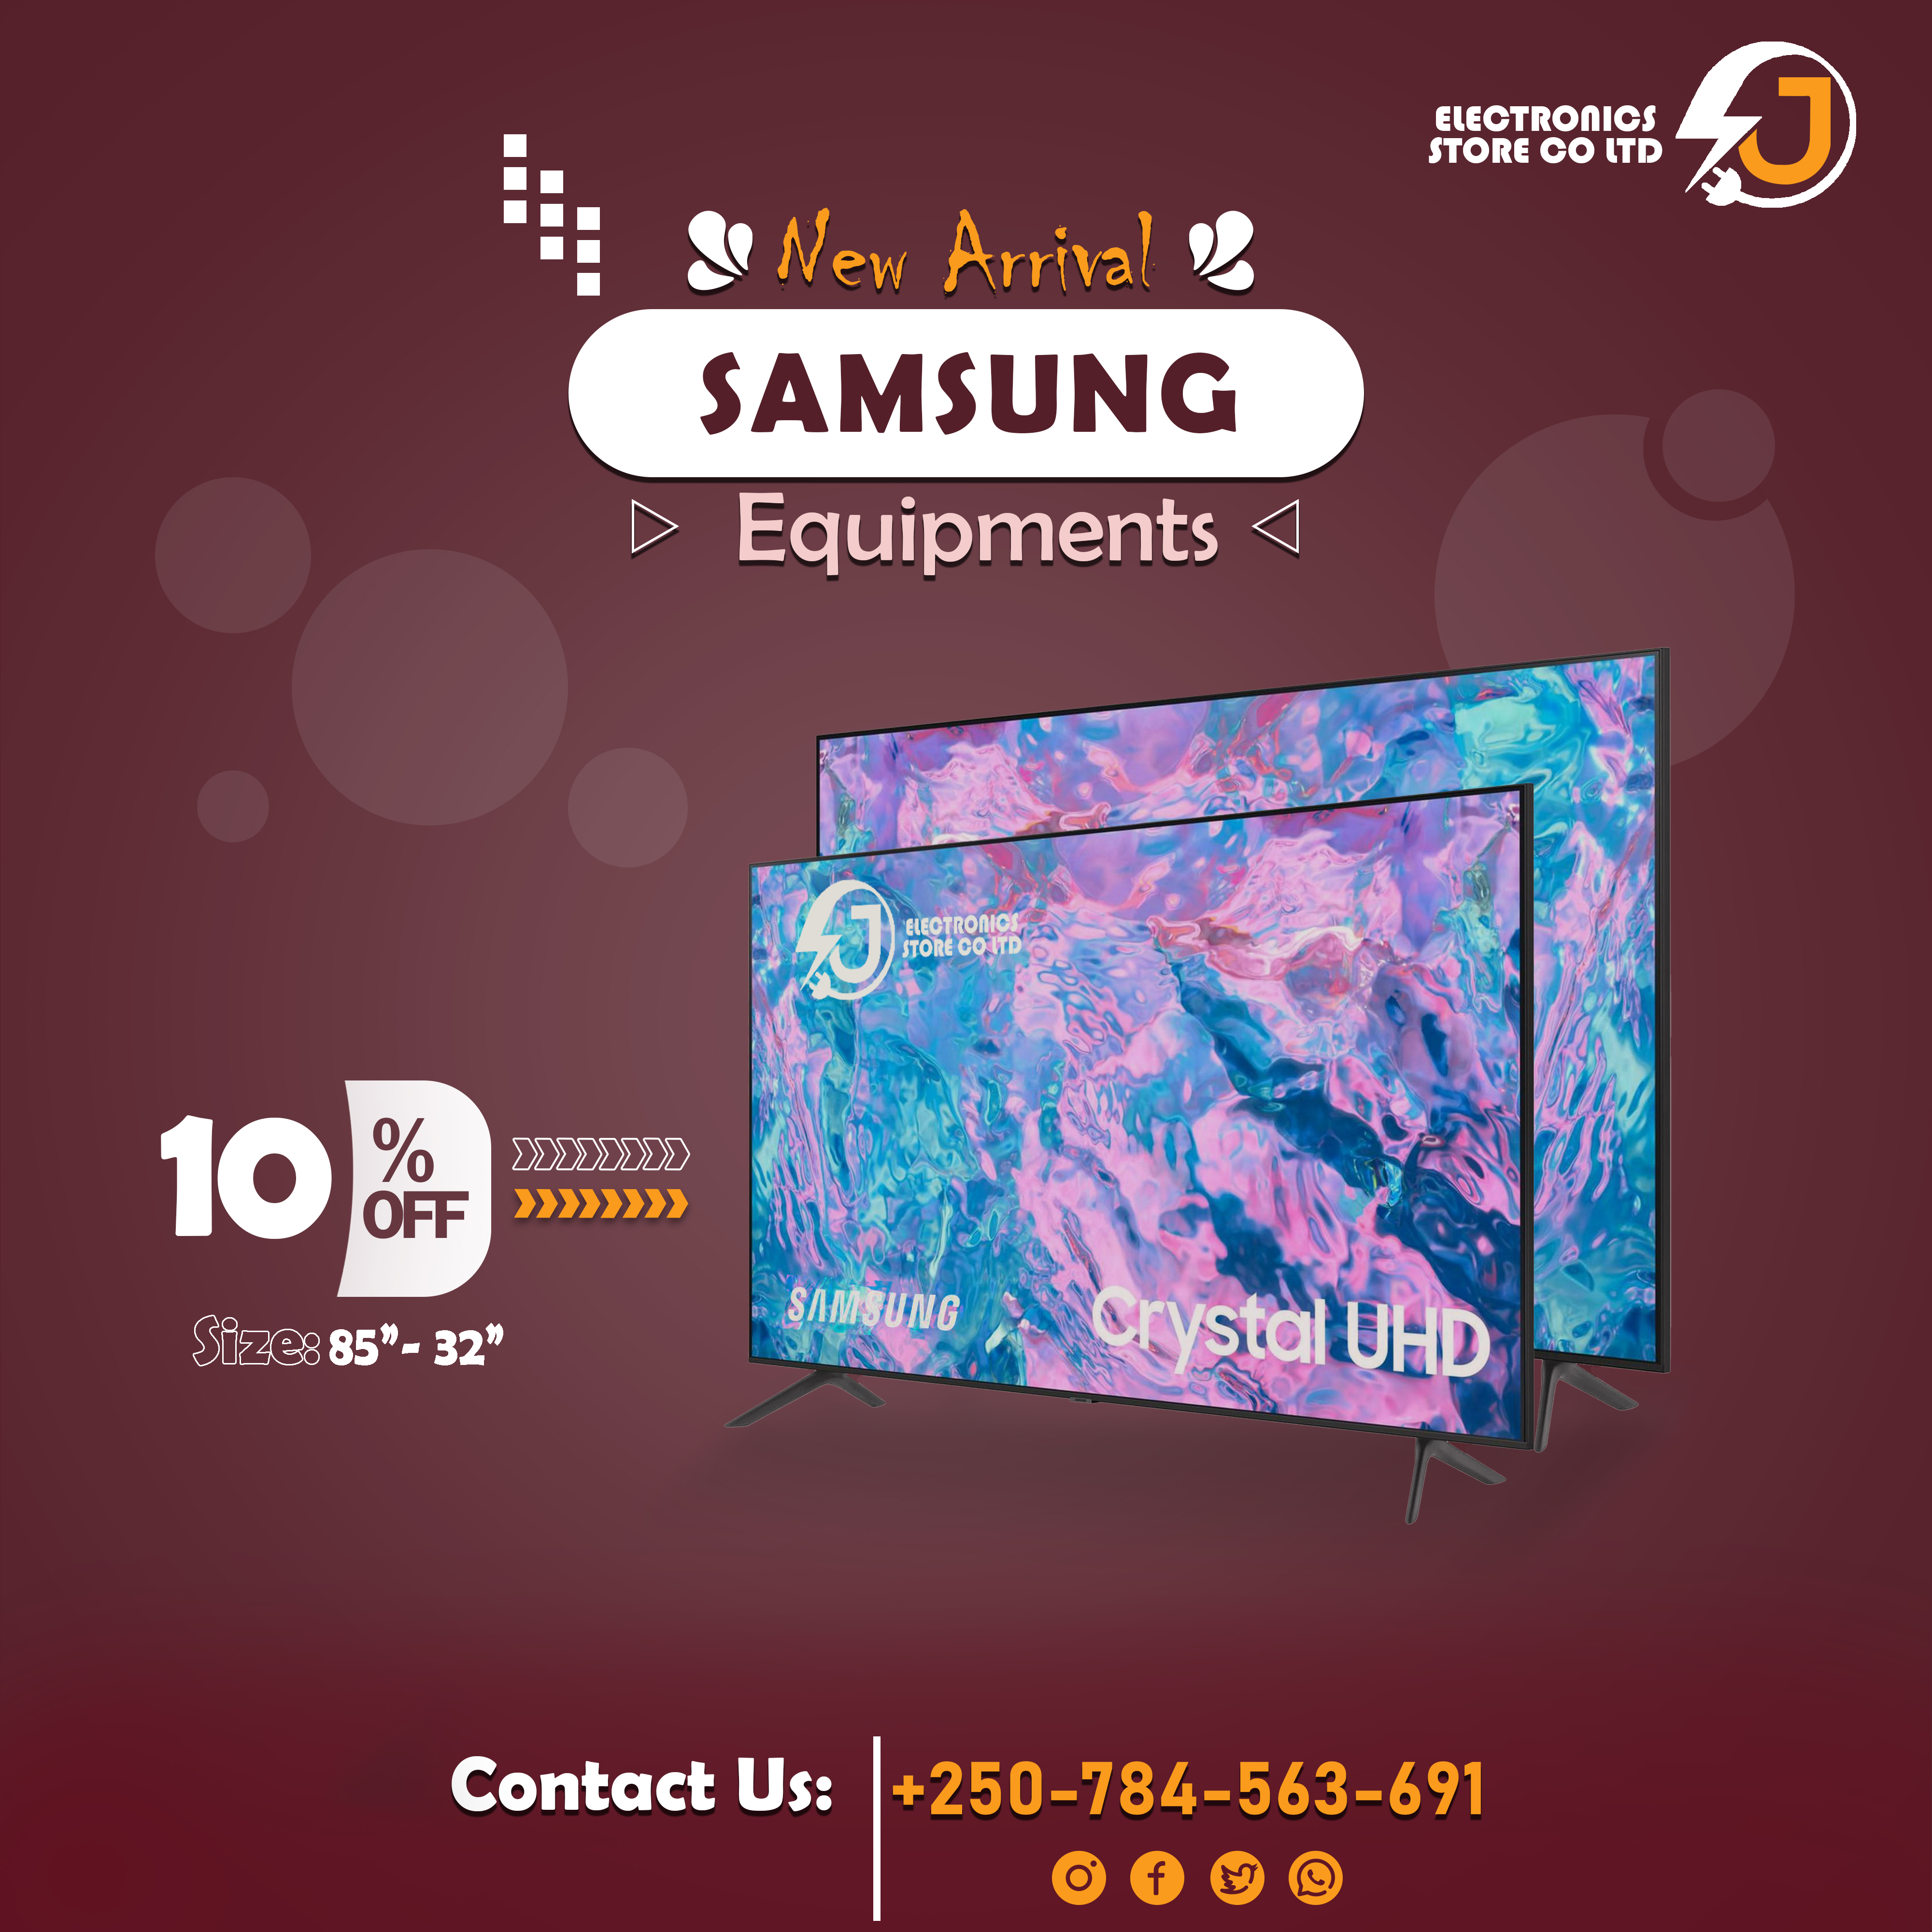 ELECTRONICS
STORE CO LTD
J
New Arrival
SAMSUNG
Equipments
J
ELECTRONICS
STORE CO LTD
10
%
OFF
Size: 85”- 32”
SAMSUNG
Crystal UHD
Contact Us:
+250-784-563-691